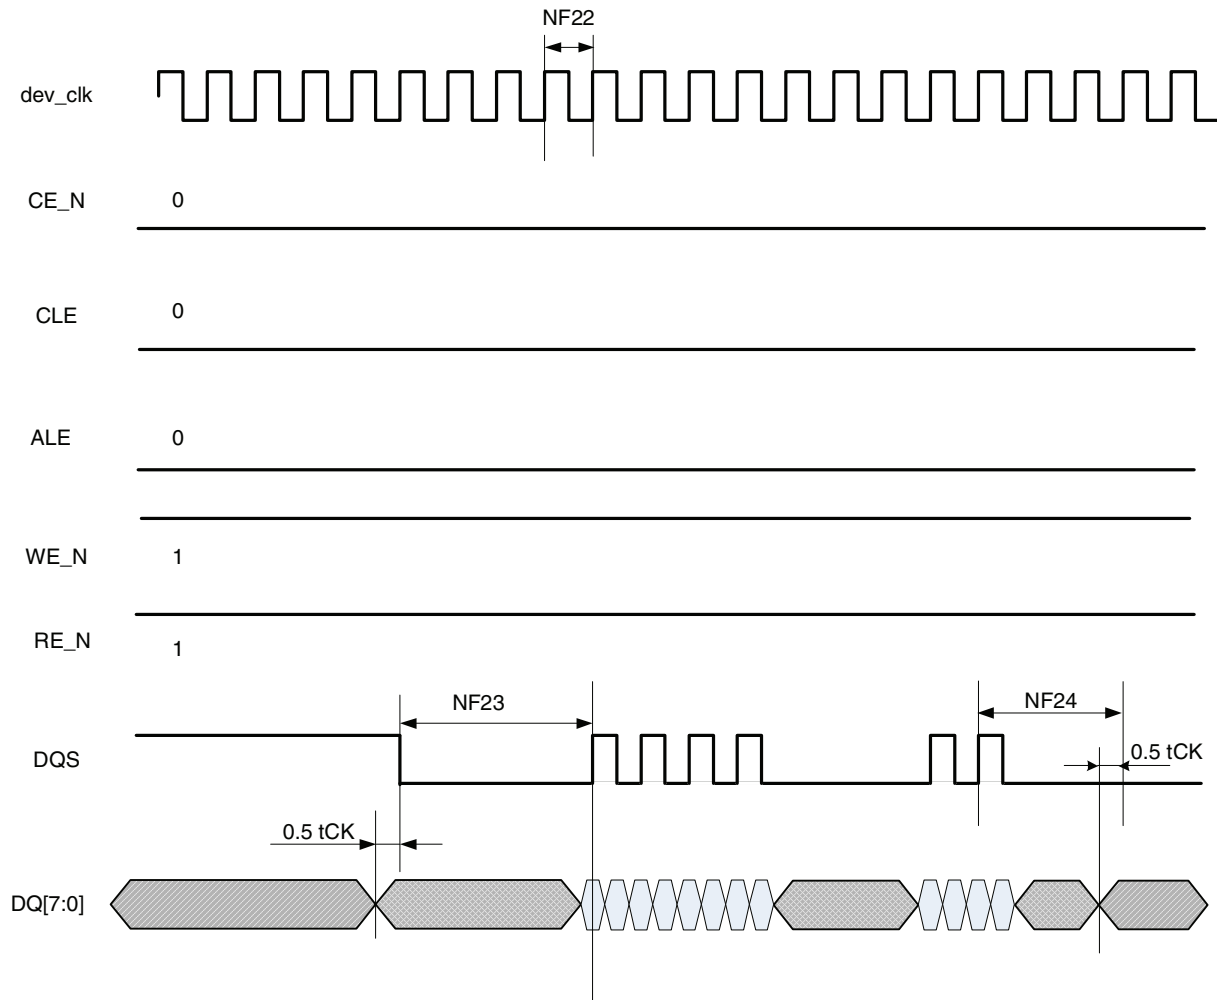 NF22
dev_clk
CE_N 0
CLE 0
ALE 0
WE_N 1
RE_N 1
NF23 NF24
DQS 0.5 tCK
0.5 tCK
DQ[7:0]